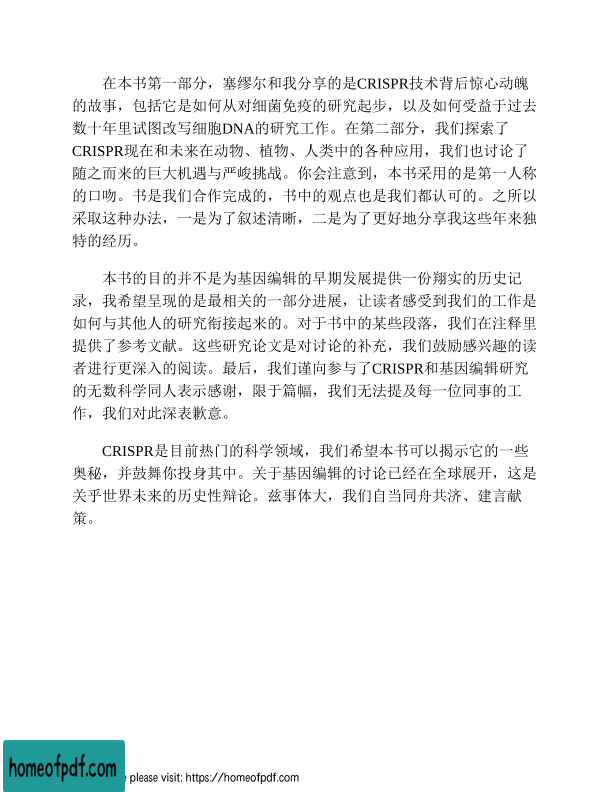 在本书第一部分，塞缪尔和我分享的是CRISPR技术背后惊心动魄
的故事，包括它是如何从对细菌免疫的研究起步，以及如何受益于过去
数十年里试图改写细胞DNA的研究工作。在第二部分，我们探索了
CRISPR现在和未来在动物、植物、人类中的各种应用，我们也讨论了
随之而来的巨大机遇与严峻挑战。你会注意到，本书采用的是第一人称
的口吻。书是我们合作完成的，书中的观点也是我们都认可的。之所以
采取这种办法，一是为了叙述清晰，二是为了更好地分享我这些年来独
特的经历。
本书的目的并不是为基因编辑的早期发展提供一份翔实的历史记
录，我希望呈现的是最相关的一部分进展，让读者感受到我们的工作是
如何与其他人的研究衔接起来的。对于书中的某些段落，我们在注释里
提供了参考文献。这些研究论文是对讨论的补充，我们鼓励感兴趣的读
者进行更深入的阅读。最后，我们谨向参与了CRISPR和基因编辑研究
的无数科学同人表示感谢，限于篇幅，我们无法提及每一位同事的工
作，我们对此深表歉意。
CRISPR是目前热门的科学领域，我们希望本书可以揭示它的一些
奥秘，并鼓舞你投身其中。关于基因编辑的讨论已经在全球展开，这是
关乎世界未来的历史性辩论。兹事体大，我们自当同舟共济、建言献
策。
homeofpdf.com
e please visit: https://homeofpdf.com